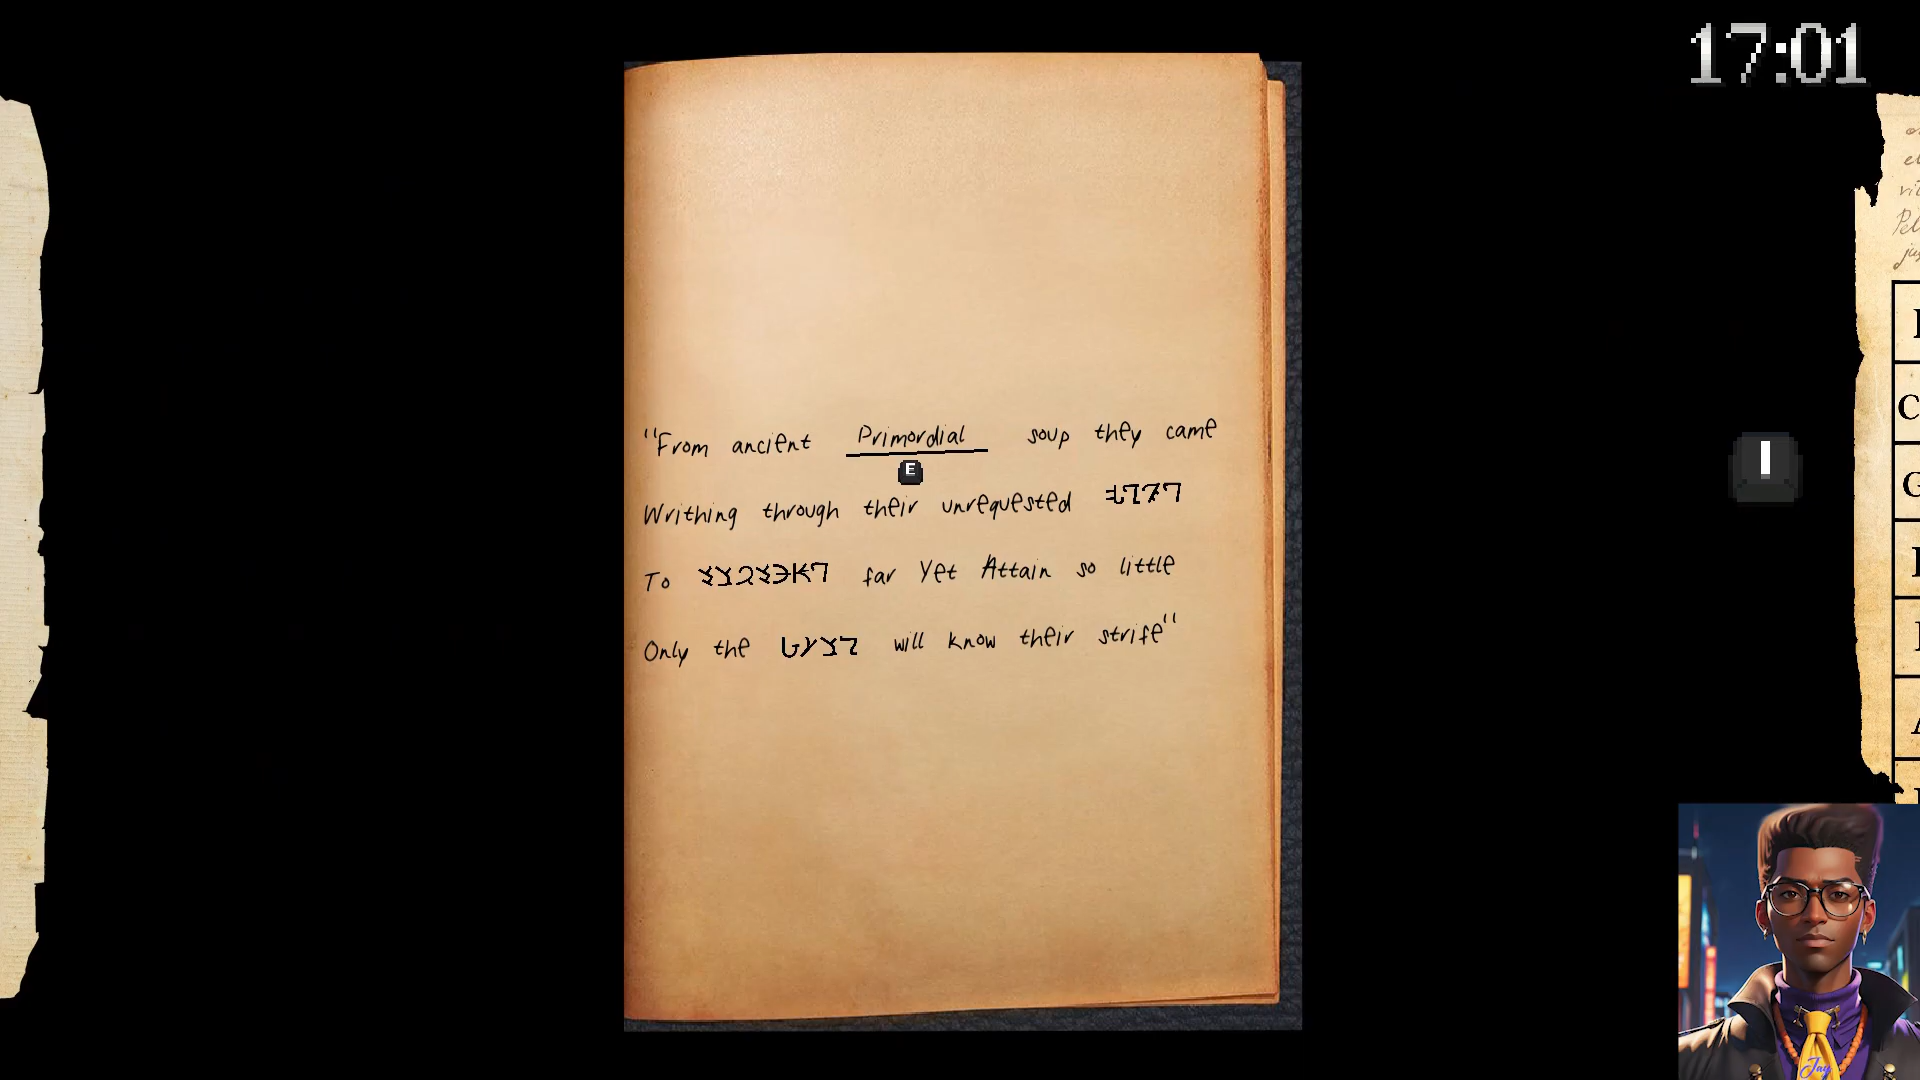 17:01
"From ancient Primordial soup they came
E
Writhing through their unrequested
I
To far Yet Attain so little
Only the will know their strife"
Jay